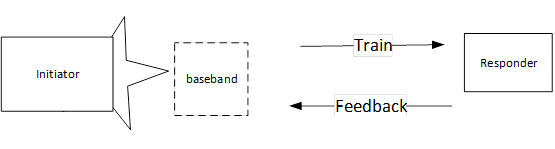 Initiator
baseband
Train
Feedback
Responder